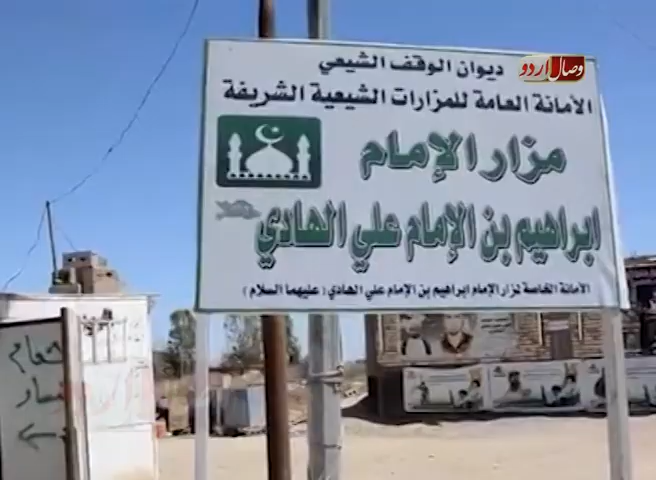 وصال اردو
ديوان الوقف الشيعي
الأمانة العامة للمزارات الشيعية الشريفة
مزار الإمام
ابراهيم بن الإمام علي الهادي
الأمانة الخاصة لمزار الإمام ابراهيم بن الإمام علي الهادي ( عليهما السلام )